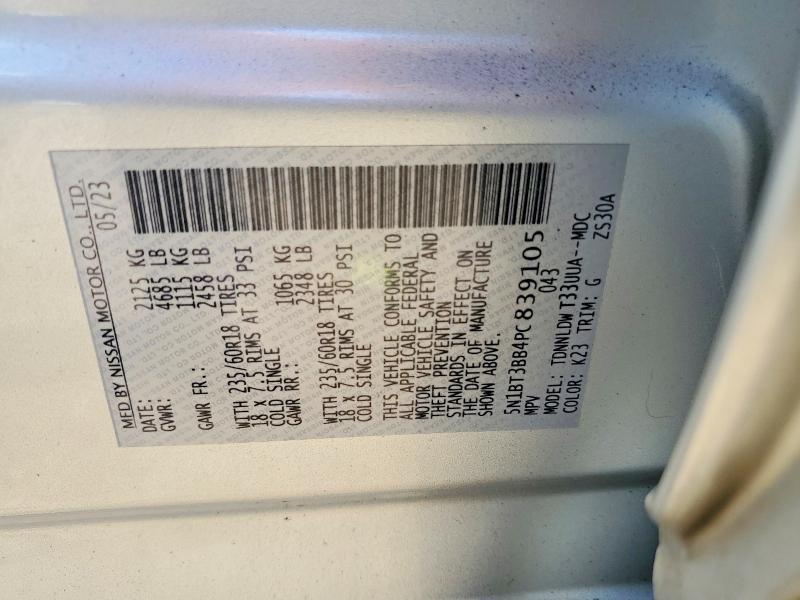 MFD BY NISSAN MOTOR CO., LTD.
DATE: 05/23
GVWR: 2125 KG
4685 LB
GAWR FR.: 1115 KG
2458 LB
WITH 235/60R18 TIRES
18 x 7.5 RIMS AT 33 PSI
COLD SINGLE
GAWR RR.: 1065 KG
2348 LB
WITH 235/60R18 TIRES
18 x 7.5 RIMS AT 30 PSI
COLD SINGLE
THIS VEHICLE CONFORMS TO
ALL APPLICABLE FEDERAL
MOTOR VEHICLE SAFETY AND
THEFT PREVENTION
STANDARDS IN EFFECT ON
THE DATE OF MANUFACTURE
SHOWN ABOVE.
5N1BT3BB4PC839105
MPV 043
MODEL: TDNNLDWT33UUA--MDC
COLOR: K23 TRIM: G ZS30A